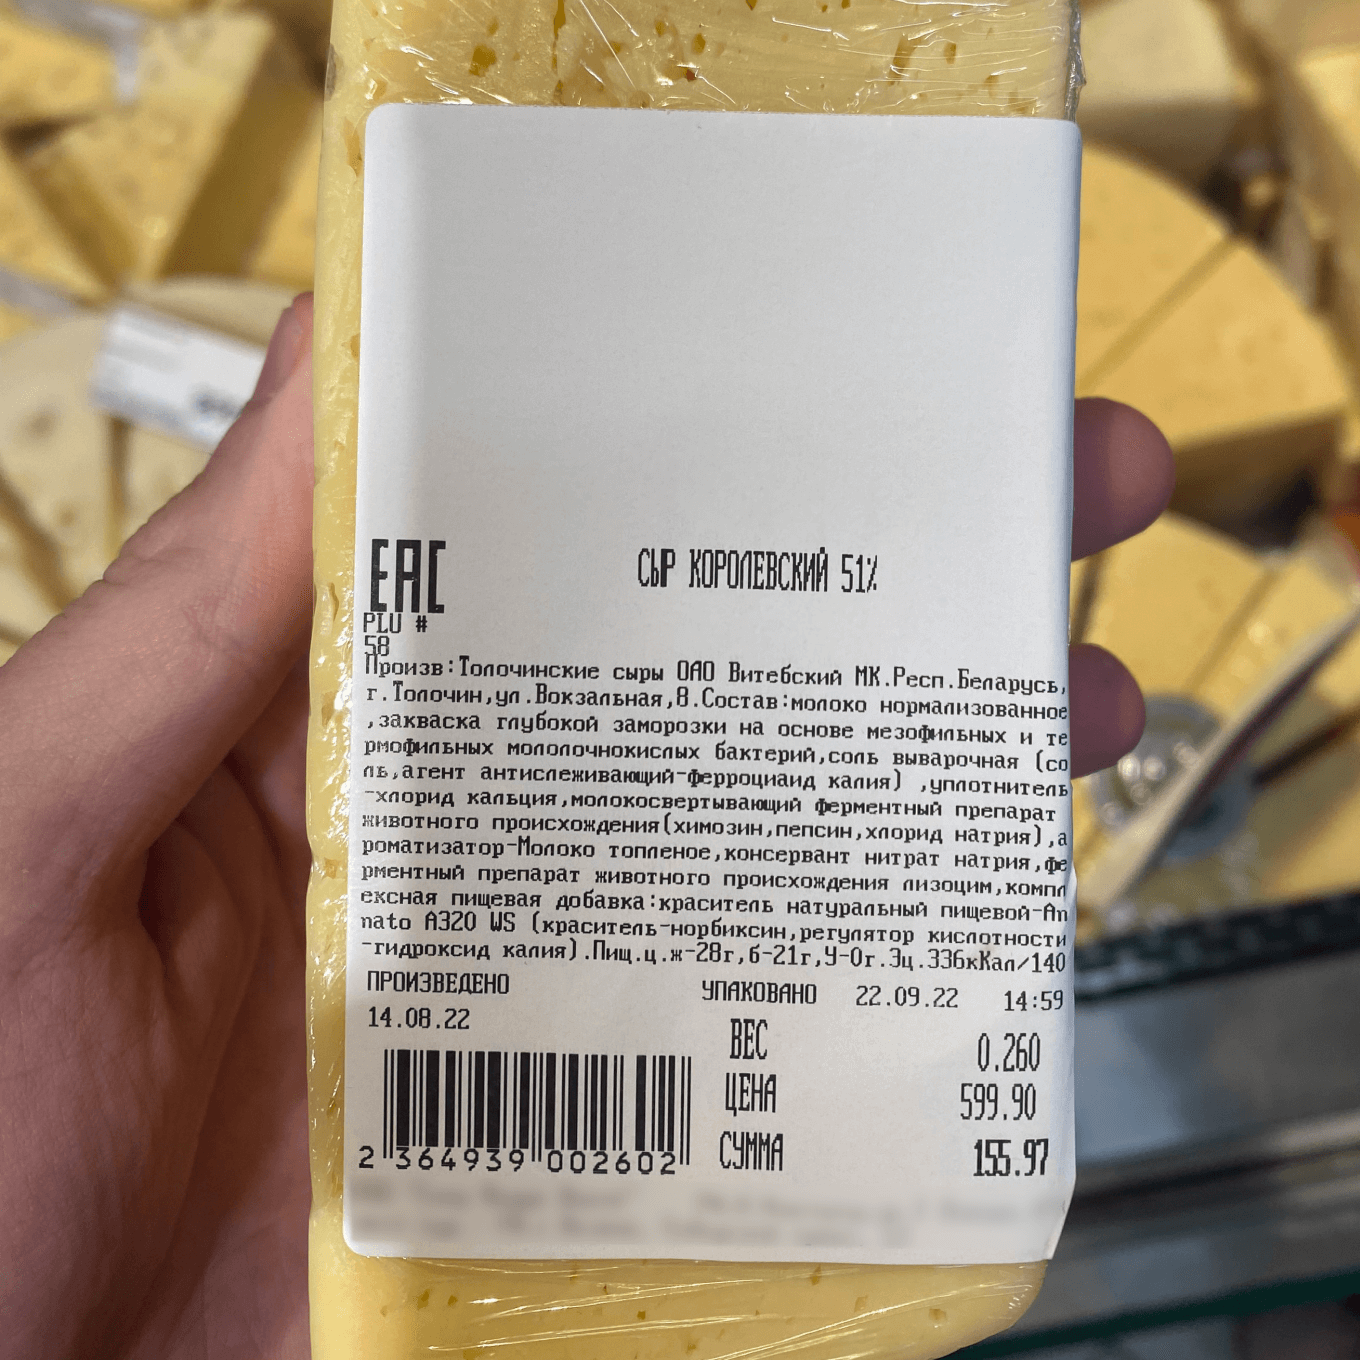 EAC
СЫР КОРОЛЕВСКИЙ 51%
PLU #
58
Произв:Толочинские сыры ОАО Витебский МК.Респ.Беларусь,
г.Толочин,ул.Вокзальная,8.Состав:молоко нормализованное
,закваска глубокой заморозки на основе мезофильных и те
рмофильных мололочнокислых бактерий,соль выварочная (со
ль,агент антислеживающий-ферроциаид калия) ,уплотнитель
-хлорид кальция,молокосвертывающий ферментный препарат
животного происхождения(химозин,пепсин,хлорид натрия),а
роматизатор-Молоко топленое,консервант нитрат натрия,фе
рментный препарат животного происхождения лизоцим,компл
ексная пищевая добавка:краситель натуральный пищевой-An
nato A320 WS (краситель-норбиксин,регулятор кислотности
-гидроксид калия).Пищ.ц.ж-28г,б-21г,У-0г.Эц.336кКал/140
ПРОИЗВЕДЕНО УПАКОВАНО 22.09.22 14:59
14.08.22
ВЕС 0.260
ЦЕНА 599.90
СУММА 155.97
2 364939 002602